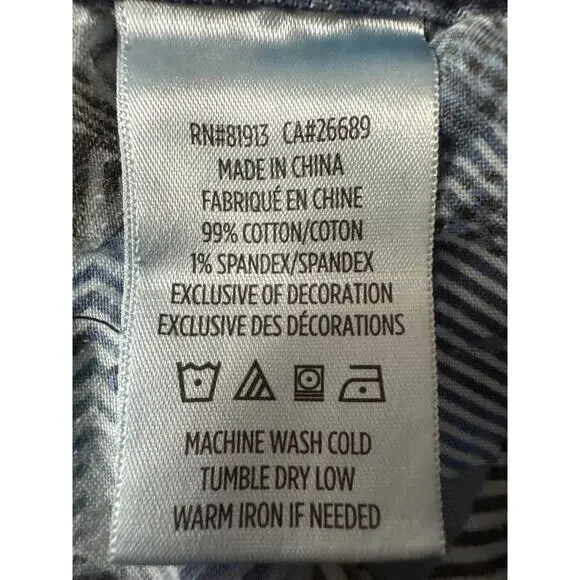 RN#81913 CA#26689
MADE IN CHINA
FABRIQUÉ EN CHINE
99% COTTON/COTON
1% SPANDEX/SPANDEX
EXCLUSIVE OF DECORATION
EXCLUSIVE DES DÉCORATIONS
MACHINE WASH COLD
TUMBLE DRY LOW
WARM IRON IF NEEDED